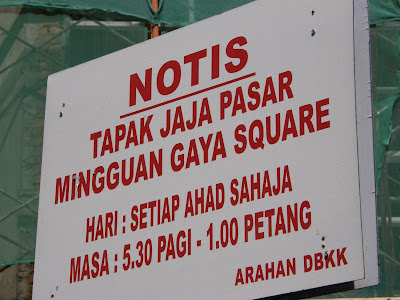 NOTIS
TAPAK JAJA PASAR
MINGGUAN GAYA SQUARE
HARI : SETIAP AHAD SAHAJA
MASA : 5.30 PAGI - 1.00 PETANG
ARAHAN DBKK